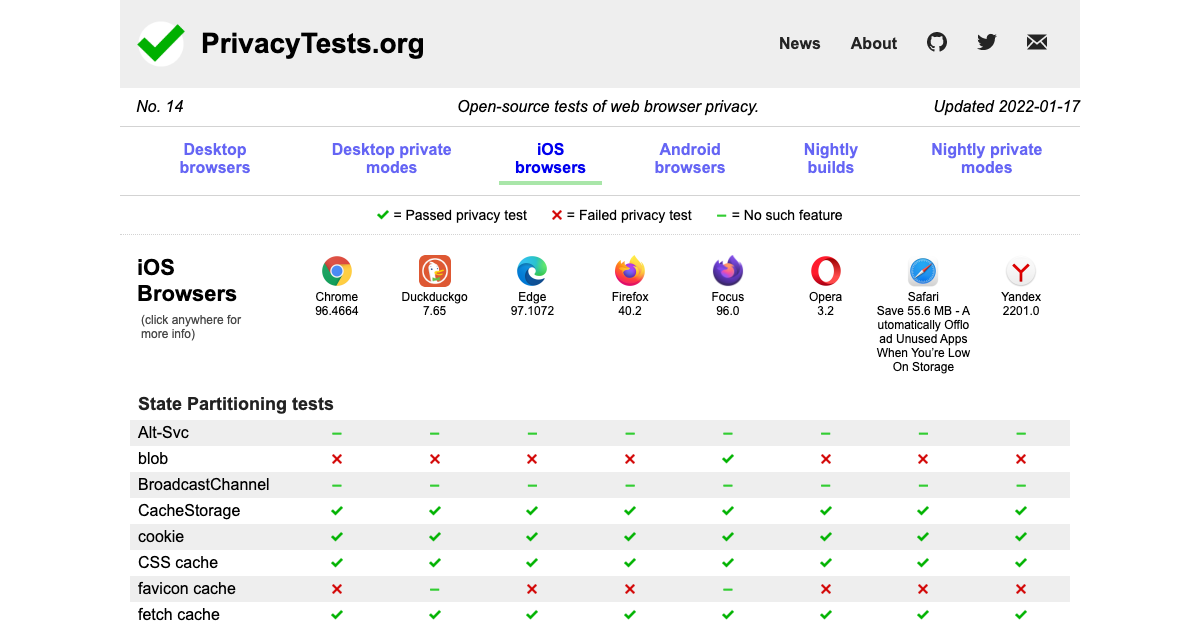 PrivacyTests.org
News About
No. 14 Open-source tests of web browser privacy. Updated 2022-01-17
Desktop browsers
Desktop private modes
iOS browsers
Android browsers
Nightly builds
Nightly private modes
✓ = Passed privacy test ✕ = Failed privacy test – = No such feature
iOS
Browsers
(click anywhere for
more info)
Chrome
96.4664
Duckduckgo
7.65
Edge
97.1072
Firefox
40.2
Focus
96.0
Opera
3.2
Safari
Save 55.6 MB - A
utomatically Offlo
ad Unused Apps
When You're Low
On Storage
Yandex
2201.0
State Partitioning tests
Alt-Svc
blob
BroadcastChannel
CacheStorage
cookie
CSS cache
favicon cache
fetch cache